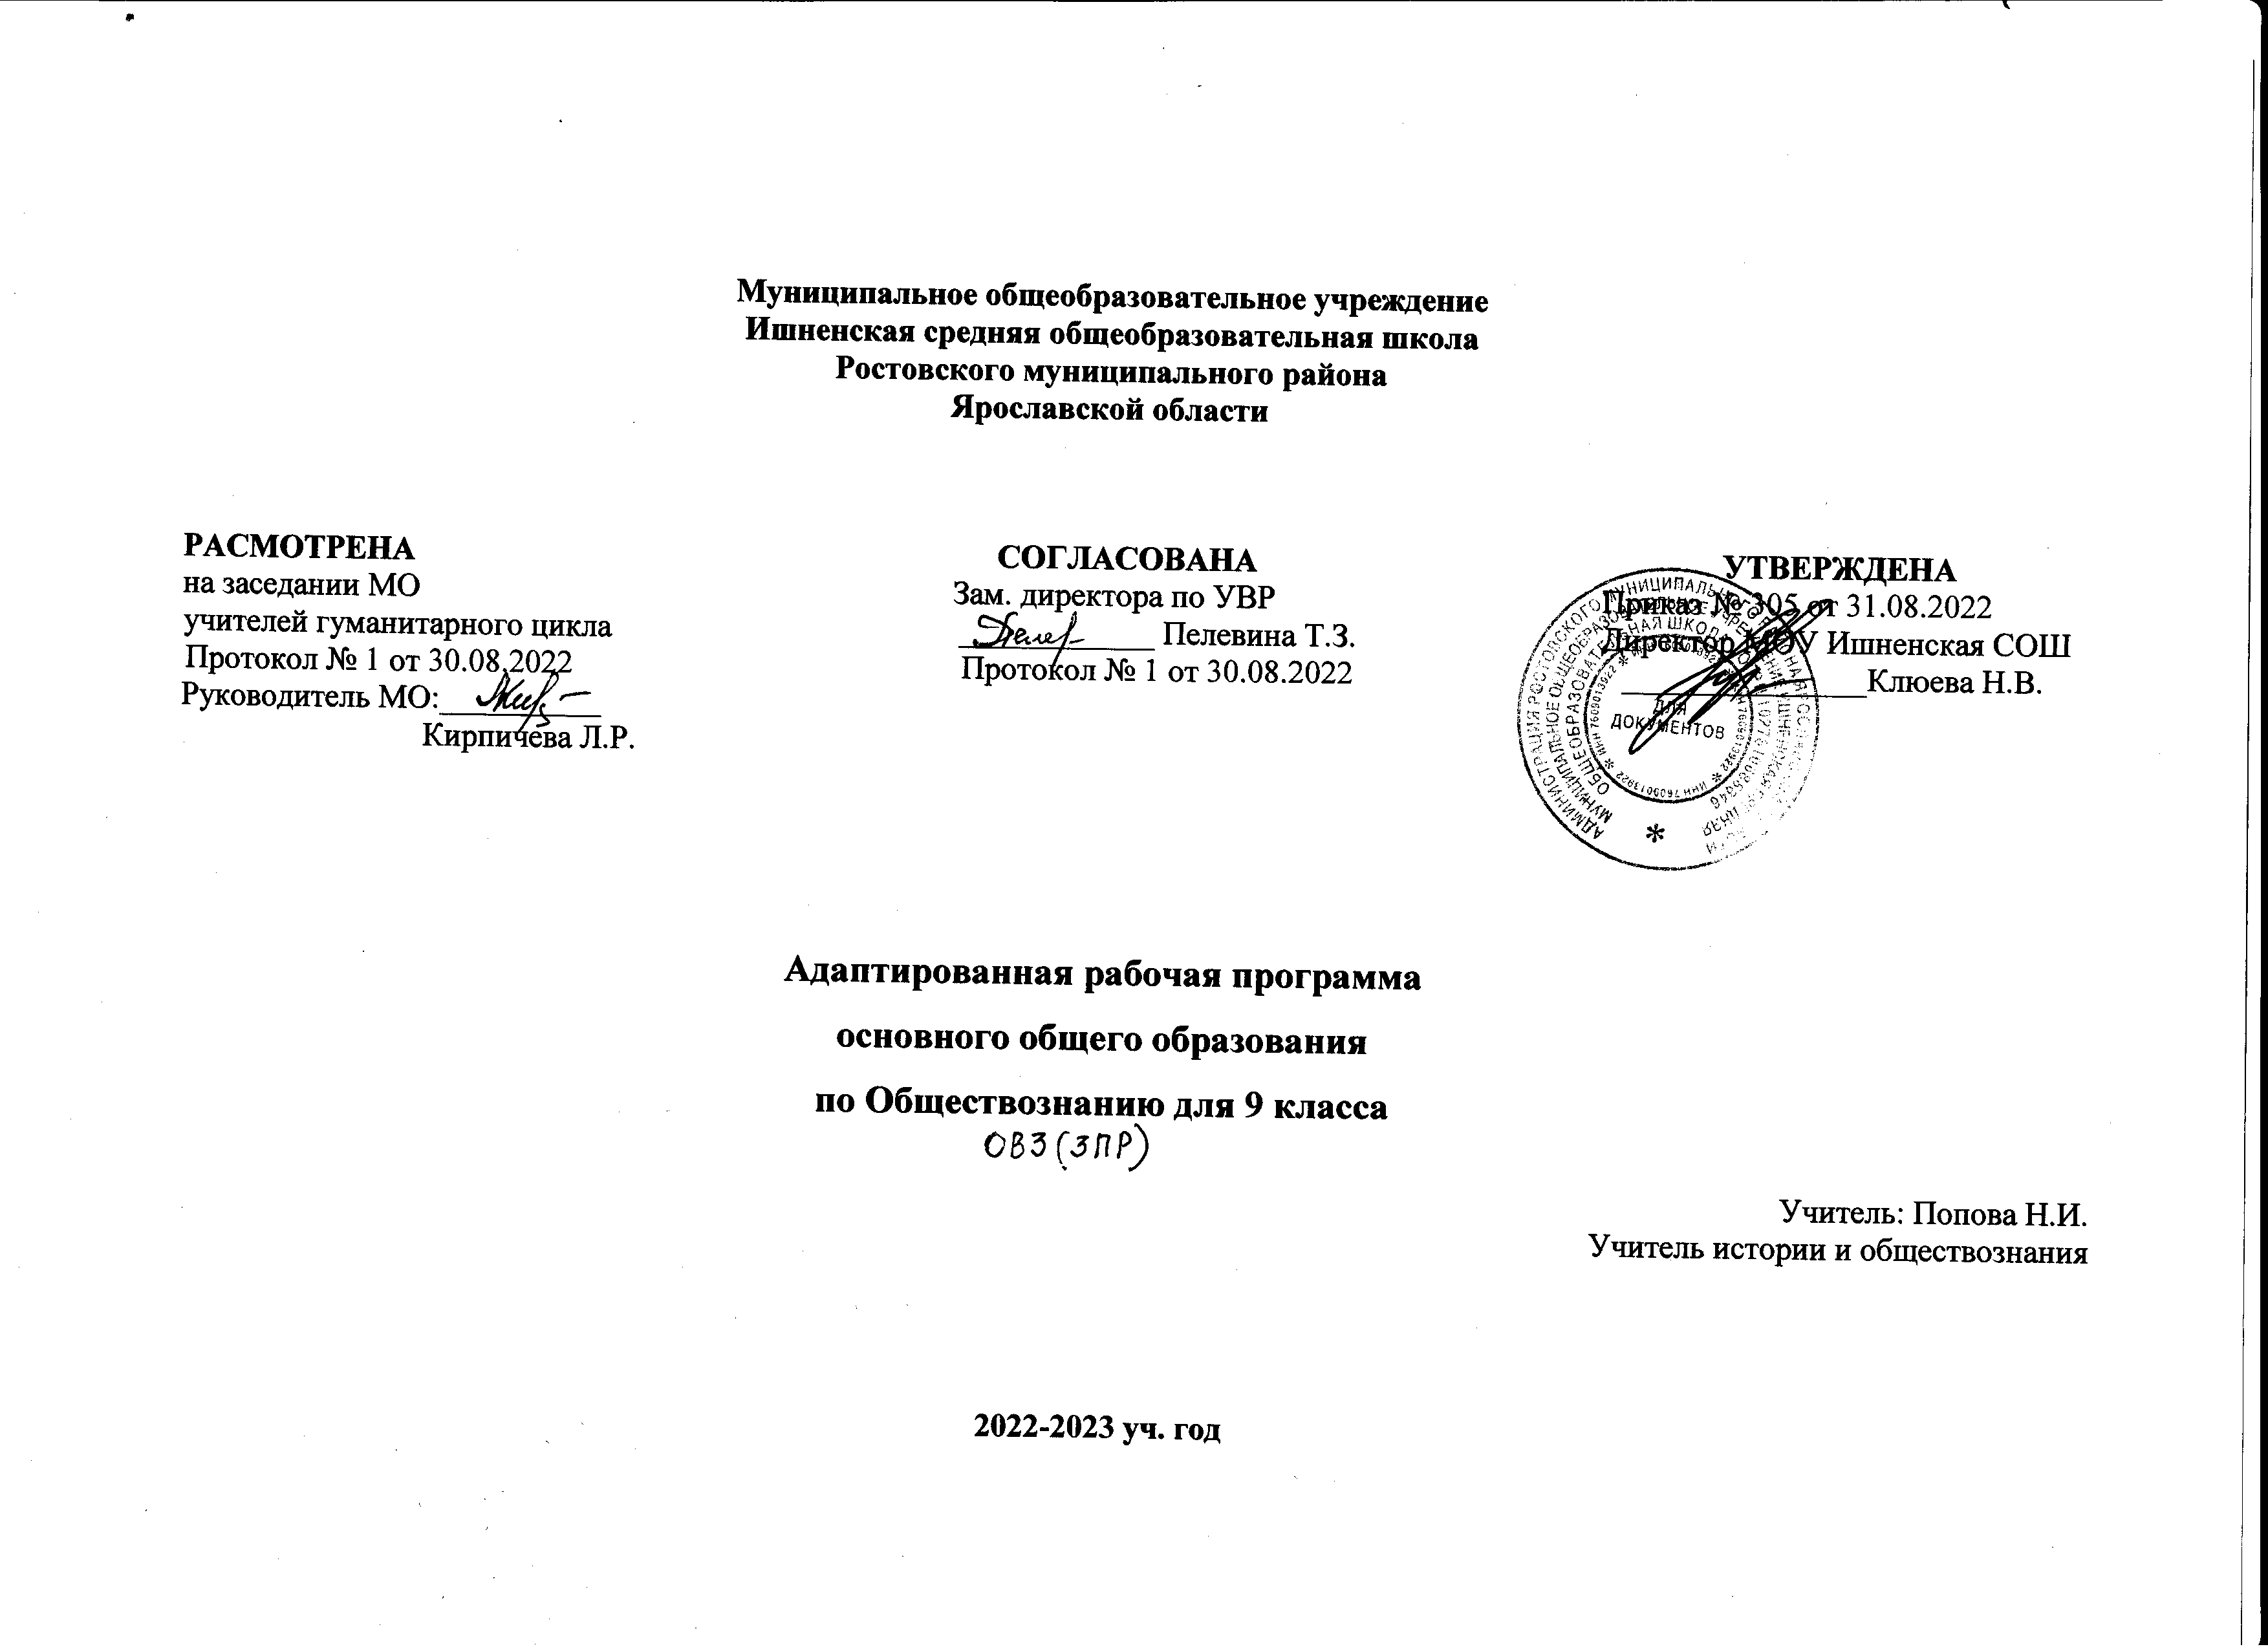 Муниципальное общеобразовательное учреждение
Ишненская средняя общеобразовательная школа
Ростовского муниципального района
Ярославской области
РАСМОТРЕНА
на заседании МО
учителей гуманитарного цикла
Протокол № 1 от 30.08.2022
Руководитель МО:____________
Кирпичева Л.Р.
СОГЛАСОВАНА
Зам. директора по УВР
____________ Пелевина Т.З.
Протокол № 1 от 30.08.2022
УТВЕРЖДЕНА
Приказ № 305 от 31.08.2022
Директор МОУ Ишненская СОШ
________________Клюева Н.В.
ДЛЯ
ДОКУМЕНТОВ
Адаптированная рабочая программа
основного общего образования
по Обществознанию для 9 класса
ОВЗ (ЗПР)
Учитель: Попова Н.И.
Учитель истории и обществознания
2022-2023 уч. год